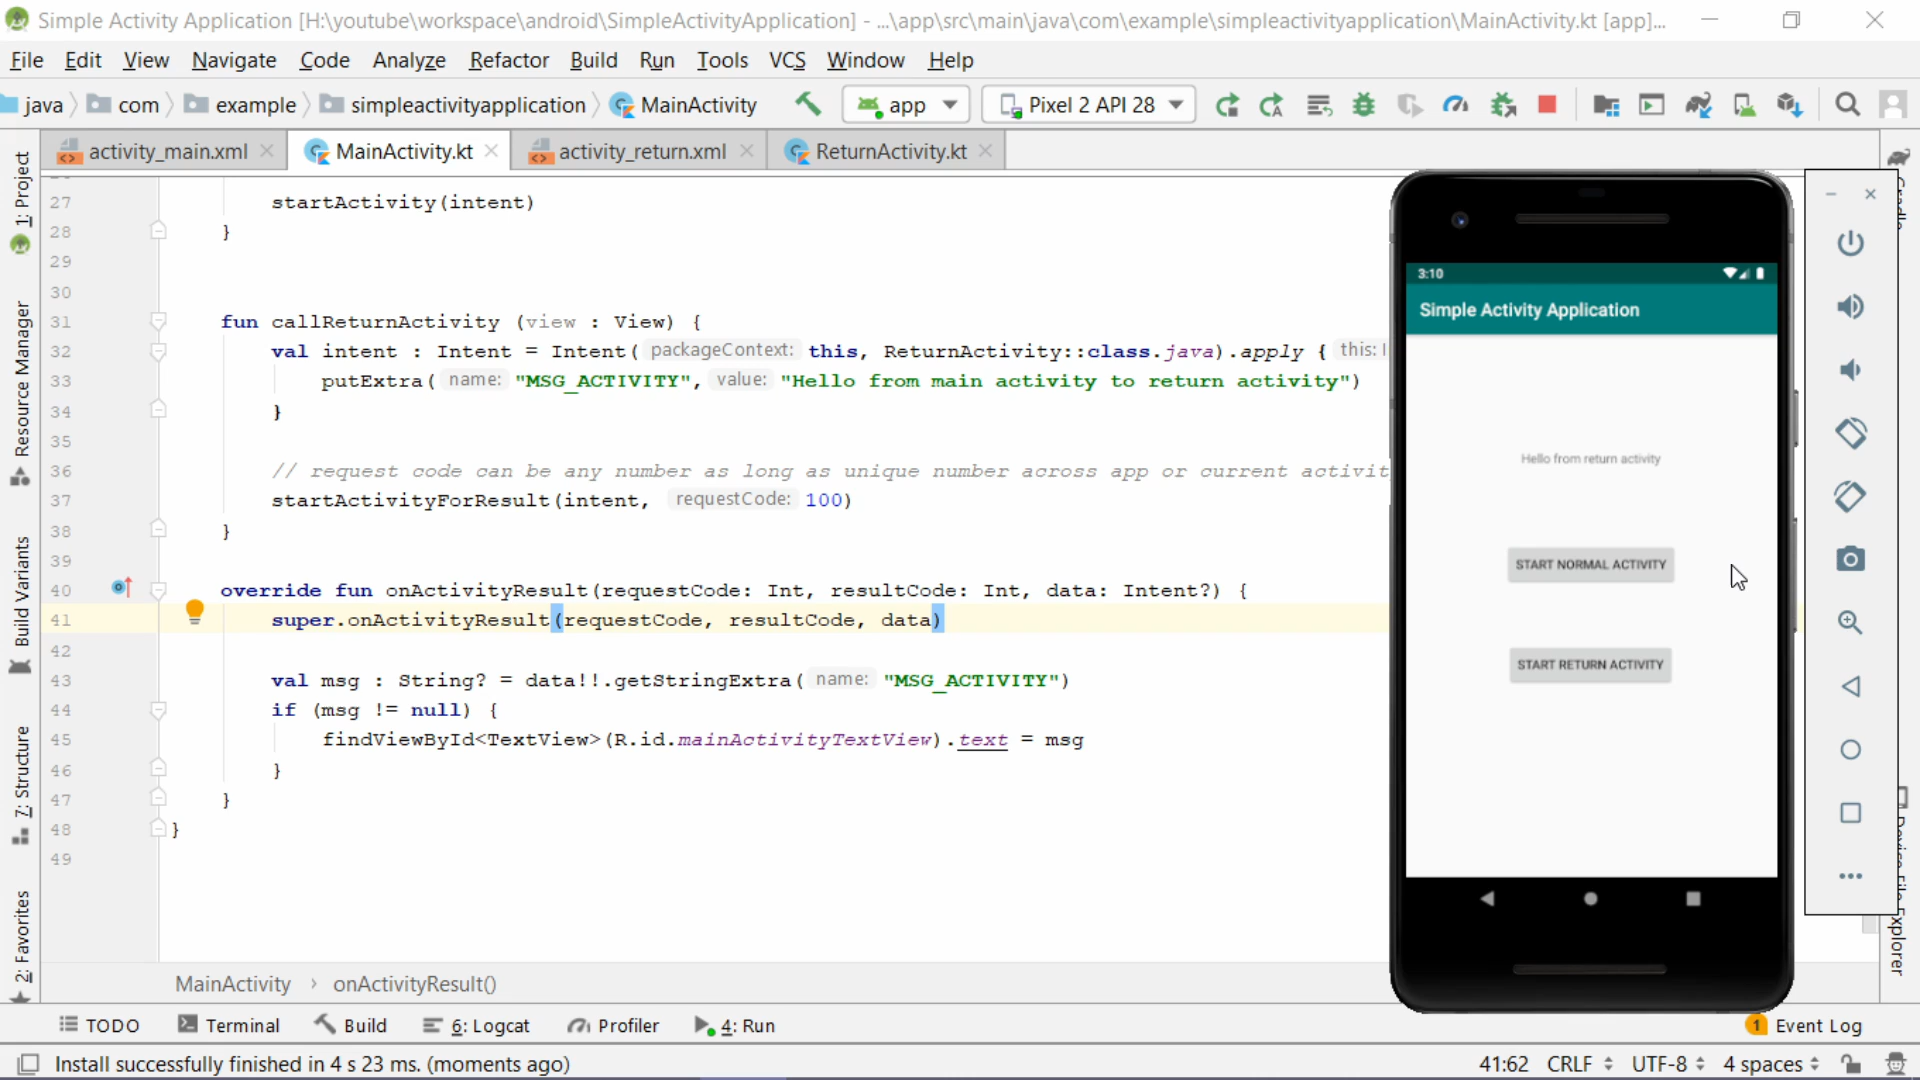 Simple Activity Application [H:\youtube\workspace\android\SimpleActivityApplication] - ...\app\src\main\java\com\example\simpleactivityapplication\MainActivity.kt [app]...
File Edit View Navigate Code Analyze Refactor Build Run Tools VCS Window Help
java com example simpleactivityapplication MainActivity app Pixel 2 API 28
activity_main.xml MainActivity.kt activity_return.xml ReturnActivity.kt
1: Project
Resource Manager
Build Variants
7: Structure
2: Favorites
27 startActivity(intent)
28 }
29
30
31 fun callReturnActivity (view : View) {
32 val intent : Intent = Intent( packageContext: this, ReturnActivity::class.java).apply { this: I
33 putExtra( name: "MSG_ACTIVITY", value: "Hello from main activity to return activity")
34 }
35
36 // request code can be any number as long as unique number across app or current activit
37 startActivityForResult(intent, requestCode: 100)
38 }
39
40 override fun onActivityResult(requestCode: Int, resultCode: Int, data: Intent?) {
41 super.onActivityResult(requestCode, resultCode, data)
42
43 val msg : String? = data!!.getStringExtra( name: "MSG_ACTIVITY")
44 if (msg != null) {
45 findViewById<TextView>(R.id.mainActivityTextView).text = msg
46 }
47 }
48 }
49
3:10
Simple Activity Application
Hello from return activity
START NORMAL ACTIVITY
START RETURN ACTIVITY
Explorer
MainActivity › onActivityResult()
TODO Terminal Build 6: Logcat Profiler 4: Run 1 Event Log
Install successfully finished in 4 s 23 ms. (moments ago) 41:62 CRLF UTF-8 4 spaces